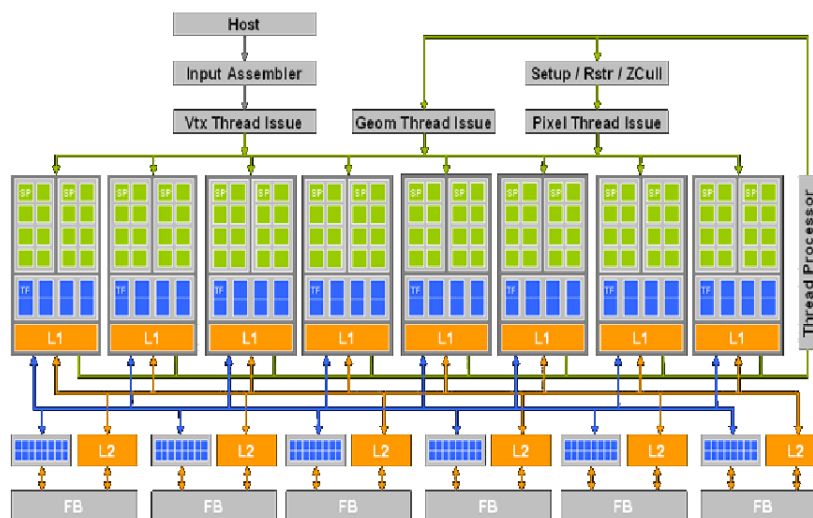 Host
Input Assembler
Setup / Rstr / ZCull
Vtx Thread Issue
Geom Thread Issue
Pixel Thread Issue
Thread Processor
SP SP SP SP SP SP SP SP SP SP SP SP SP SP SP SP
TF TF TF TF TF TF TF TF
L1 L1 L1 L1 L1 L1 L1 L1
L2 L2 L2 L2 L2 L2
FB FB FB FB FB FB